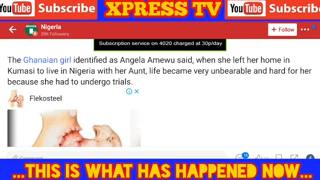 YouTube Subscribe XPRESS TV YouTube Subscribe
Nigeria
+ Follow
Subscription service on 4020 charged at 30p/day
The Ghanaian girl identified as Angela Amewu said, when she left her home in
Kumasi to live in Nigeria with her Aunt, life became very unbearable and hard for her
because she had to undergo trials.
Flekosteel
Comment
...THIS IS WHAT HAS HAPPENED NOW...